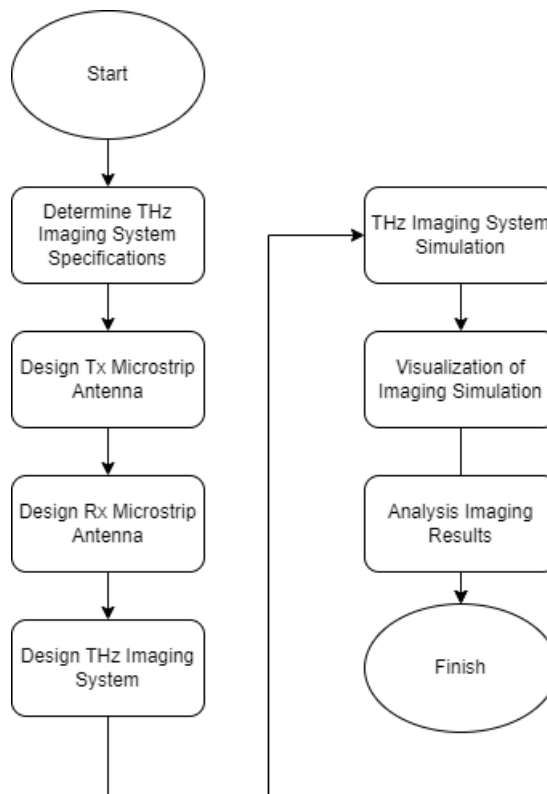 Start
Determine THz
Imaging System
Specifications
Design Tx Microstrip
Antenna
Design Rx Microstrip
Antenna
Design THz Imaging
System
THz Imaging System
Simulation
Visualization of
Imaging Simulation
Analysis Imaging
Results
Finish